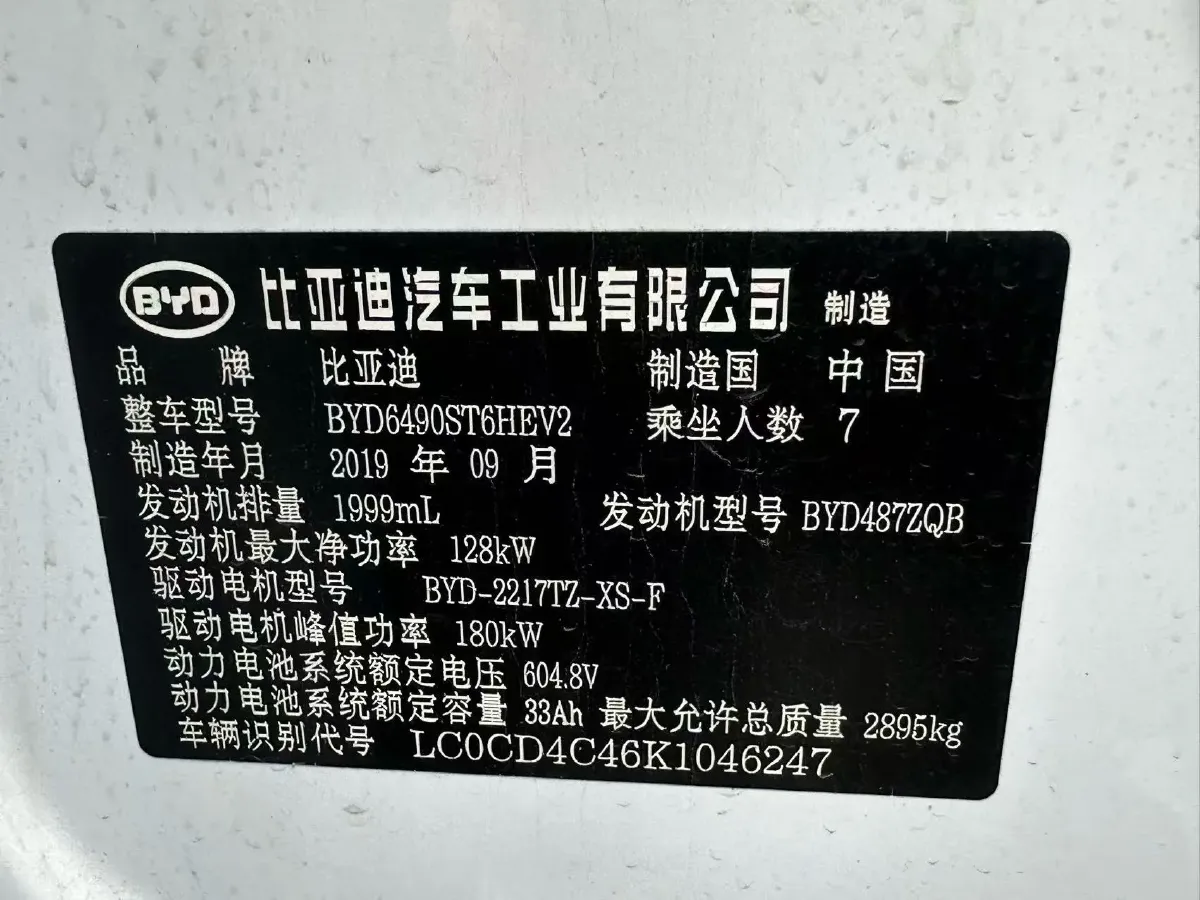 BYD 比亚迪汽车工业有限公司 制造
品 牌 比亚迪 制造国 中 国
整车型号 BYD6490ST6HEV2 乘坐人数 7
制造年月 2019 年 09 月
发动机排量 1999mL 发动机型号 BYD487ZQB
发动机最大净功率 128kW
驱动电机型号 BYD-2217TZ-XS-F
驱动电机峰值功率 180kW
动力电池系统额定电压 604.8V
动力电池系统额定容量 33Ah 最大允许总质量 2895kg
车辆识别代号 LC0CD4C46K1046247